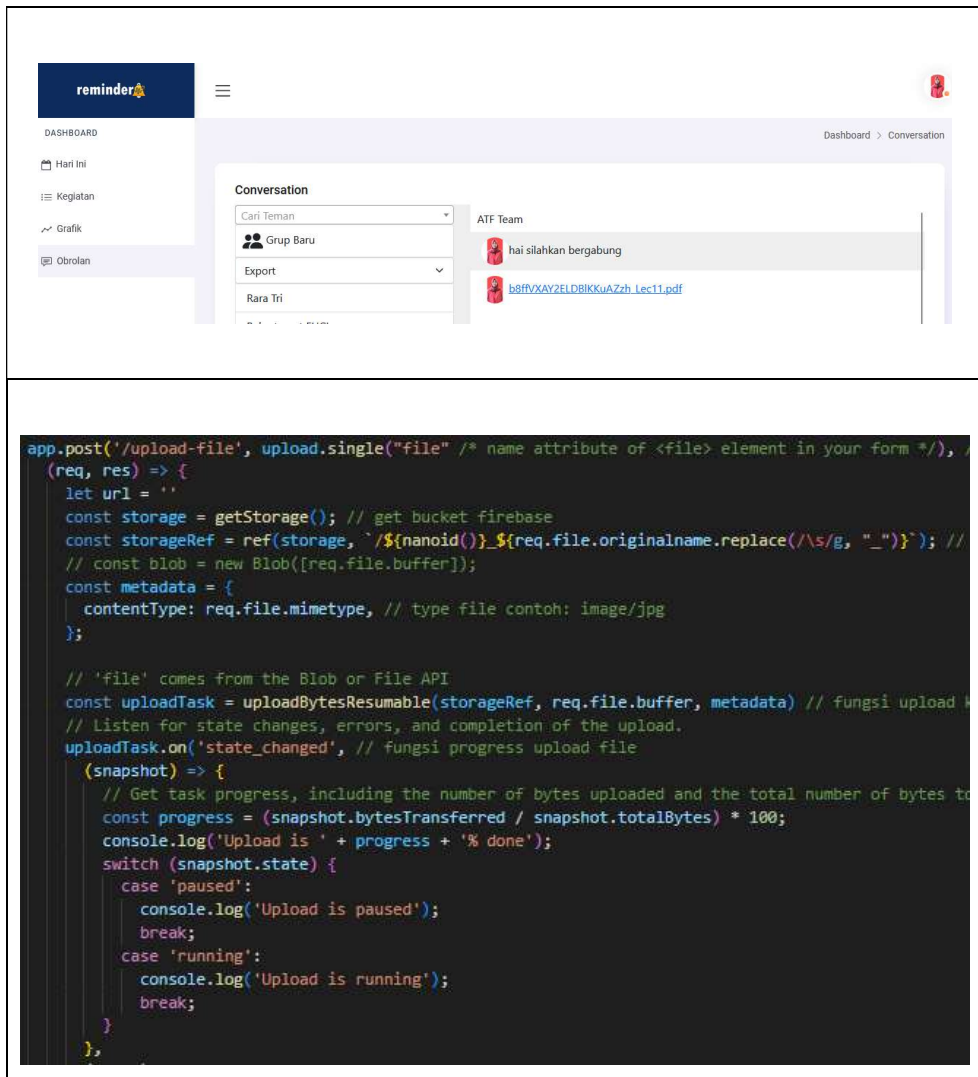 reminder
DASHBOARD
Dashboard > Conversation
Hari Ini
Kegiatan
Grafik
Obrolan
Conversation
Cari Teman
Grup Baru
Export
Rara Tri
ATF Team
hai silahkan bergabung
b8ffVXAY2ELDBlKKuAZzh_Lec11.pdf
app.post('/upload-file', upload.single("file" /* name attribute of <file> element in your form */), /
(req, res) => {
let url = ''
const storage = getStorage(); // get bucket firebase
const storageRef = ref(storage, `/${nanoid()}_${req.file.originalname.replace(/\s/g, "_")}`); //
// const blob = new Blob([req.file.buffer]);
const metadata = {
contentType: req.file.mimetype, // type file contoh: image/jpg
};
// 'file' comes from the Blob or File API
const uploadTask = uploadBytesResumable(storageRef, req.file.buffer, metadata) // fungsi upload
// Listen for state changes, errors, and completion of the upload.
uploadTask.on('state_changed', // fungsi progress upload file
(snapshot) => {
// Get task progress, including the number of bytes uploaded and the total number of bytes to
const progress = (snapshot.bytesTransferred / snapshot.totalBytes) * 100;
console.log('Upload is ' + progress + '% done');
switch (snapshot.state) {
case 'paused':
console.log('Upload is paused');
break;
case 'running':
console.log('Upload is running');
break;
}
},